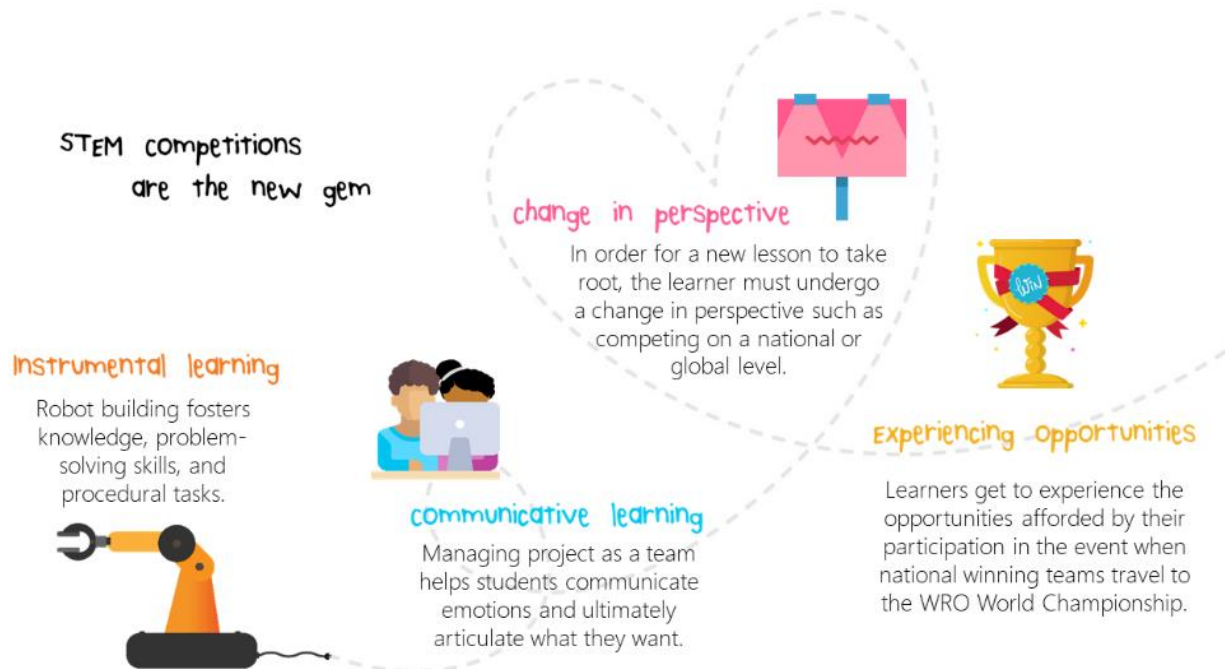 STEM competitions
are the new gem
Instrumental learning
Robot building fosters
knowledge, problem-
solving skills, and
procedural tasks.
communicative learning
Managing project as a team
helps students communicate
emotions and ultimately
articulate what they want.
change in perspective
In order for a new lesson to take
root, the learner must undergo
a change in perspective such as
competing on a national or
global level.
WIN
Experiencing opportunities
Learners get to experience the
opportunities afforded by their
participation in the event when
national winning teams travel to
the WRO World Championship.